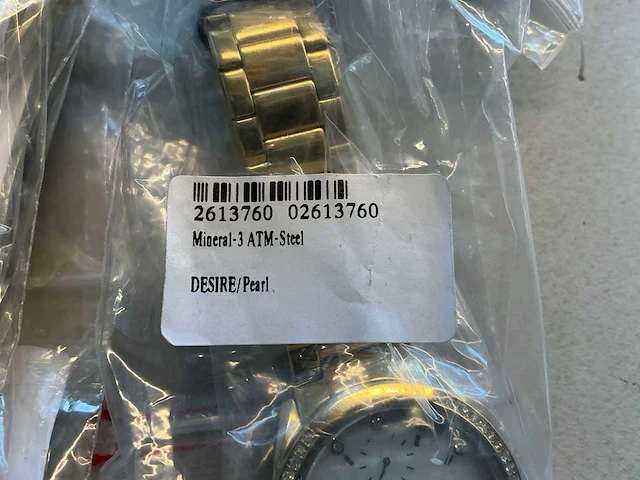 2613760 02613760
Mineral-3 ATM-Steel
DESIRE/Pearl